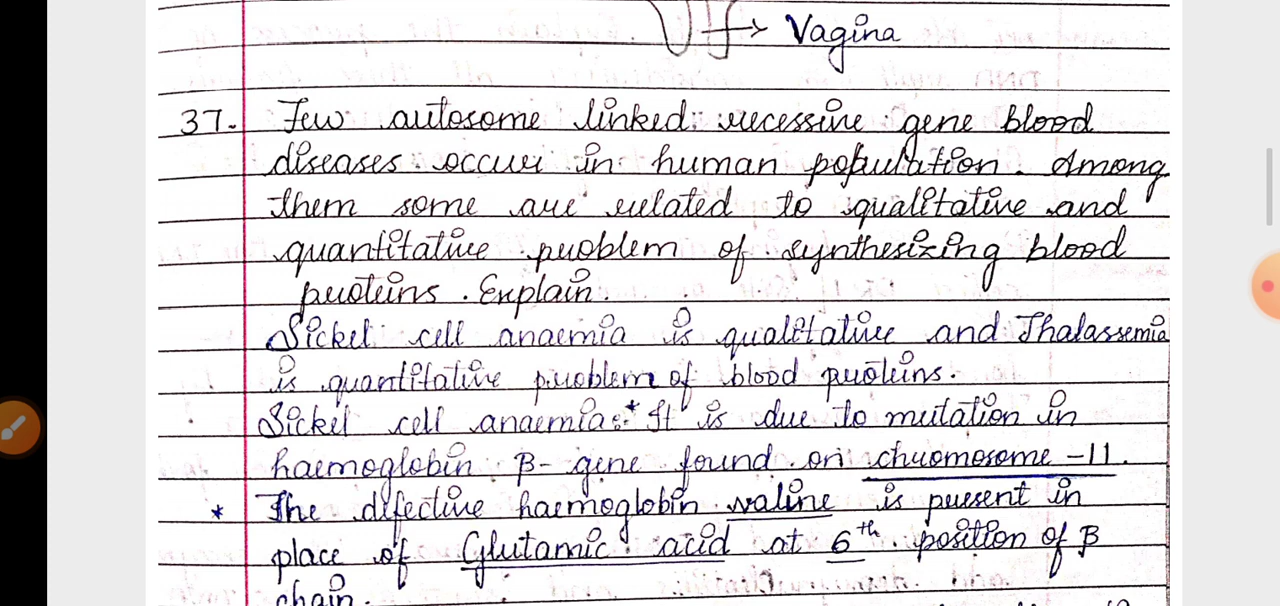 → Vagina
37. Few autosome linked recessive gene blood
diseases occur in human population. Among
them some are related to qualitative and
quantitative problem of synthesizing blood
proteins. Explain.
Sickel cell anaemia is qualitative and Thalassemia
is quantitative problem of blood proteins.
Sickel cell anaemia:* It is due to mutation in
haemoglobin β- gene found on chromosome -11.
* The defective haemoglobin valine is present in
place of Glutamic acid at 6th position of β
chain.